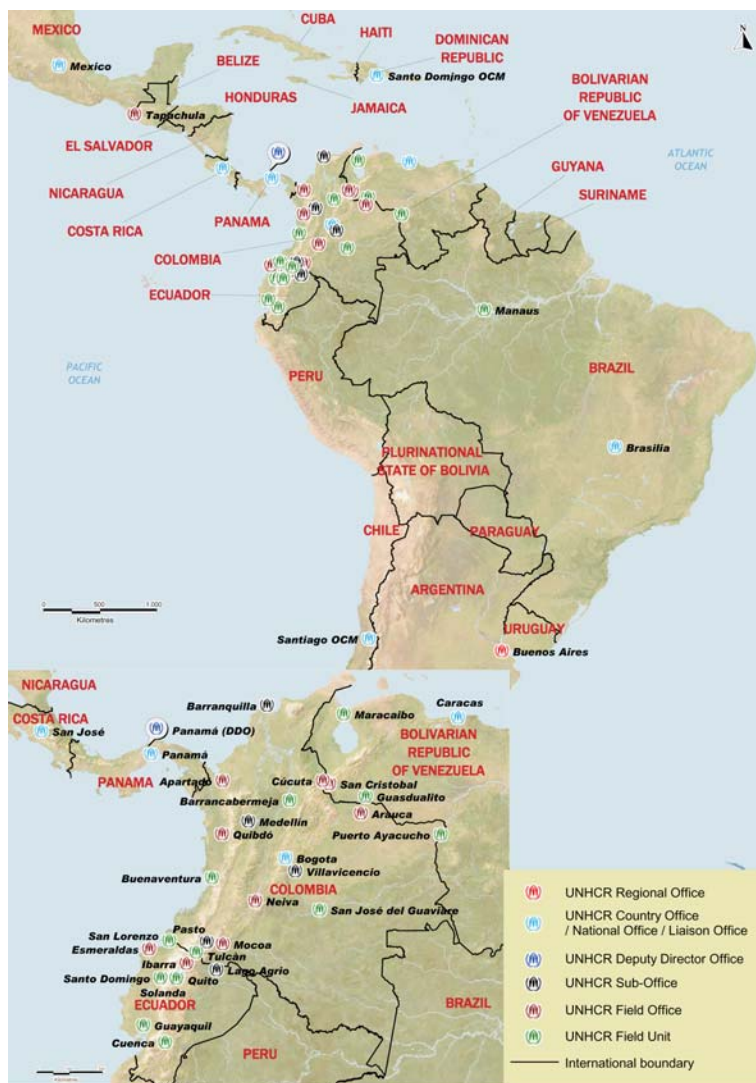 MEXICO
CUBA
HAITI
DOMINICAN
REPUBLIC
N
Mexico
BELIZE
Santo Domingo OCM
BOLIVARIAN
REPUBLIC
OF VENEZUELA
HONDURAS
JAMAICA
Tapachula
EL SALVADOR
ATLANTIC
OCEAN
GUYANA
NICARAGUA
SURINAME
PANAMA
COSTA RICA
COLOMBIA
ECUADOR
Manaus
PACIFIC
OCEAN
PERU
BRAZIL
Brasilia
PLURINATIONAL
STATE OF BOLIVIA
CHILE
PARAGUAY
ARGENTINA
0 500 1.000
Kilometres
URUGUAY
Santiago OCM
Buenos Aires
NICARAGUA
Barranquilla
Caracas
COSTA RICA
Maracaibo
San José
Panamá (DDO)
BOLIVARIAN
REPUBLIC
OF VENEZUELA
Panamá
PANAMA
Apartadó
Cúcuta
San Cristobal
Guasdualito
Barrancabermeja
Arauca
Medellín
Quibdó
Puerto Ayacucho
Bogota
Villavicencio
Buenaventura
COLOMBIA
Neiva
San José del Guaviare
San Lorenzo
Pasto
Esmeraldas
Mocoa
Tulcán
Ibarra
Lago Agrio
Santo Domingo
Quito
Solanda
ECUADOR
BRAZIL
Guayaquil
Cuenca
PERU
Kilometres
UNHCR Regional Office
UNHCR Country Office
/ National Office / Liaison Office
UNHCR Deputy Director Office
UNHCR Sub-Office
UNHCR Field Office
UNHCR Field Unit
International boundary